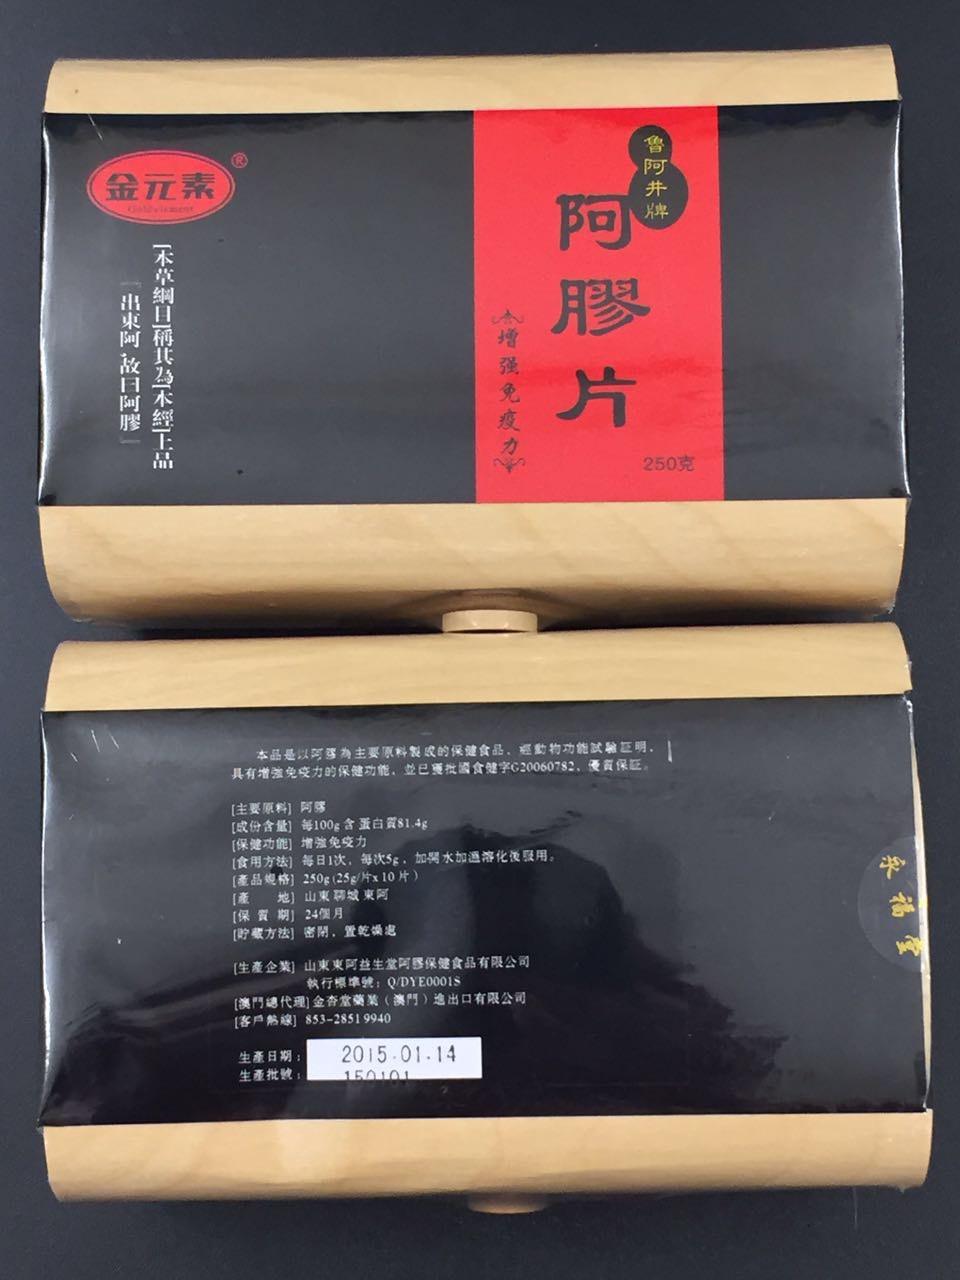 金元素
®
Gold element
[本草綱目]稱其為[本經]上品
『出東阿,故曰阿膠』
魯阿井牌
阿膠片
增强免疫力
250克
本品是以阿膠為主要原料製成的保健食品，經動物功能試驗証明，
具有增強免疫力的保健功能，並已獲批國食健字G20060782，優質保証。
[主要原料] 阿膠
[成份含量] 每100g含 蛋白質81.4g
[保健功能] 增強免疫力
[食用方法] 每日1次，每次5g，加開水加溫溶化後服用。
[產品規格] 250g (25g/片x 10片)
[產 地] 山東 聊城 東阿
[保 質 期] 24個月
[貯藏方法] 密閉，置乾燥處
[生產企業] 山東東阿益生堂阿膠保健食品有限公司
執行標準號：Q/DYE0001S
[澳門總代理] 金杏堂藥業（澳門）進出口有限公司
[客戶熱線] 853-2851 9940
生產日期： 2015.01.14
生產批號： 150101
永福堂